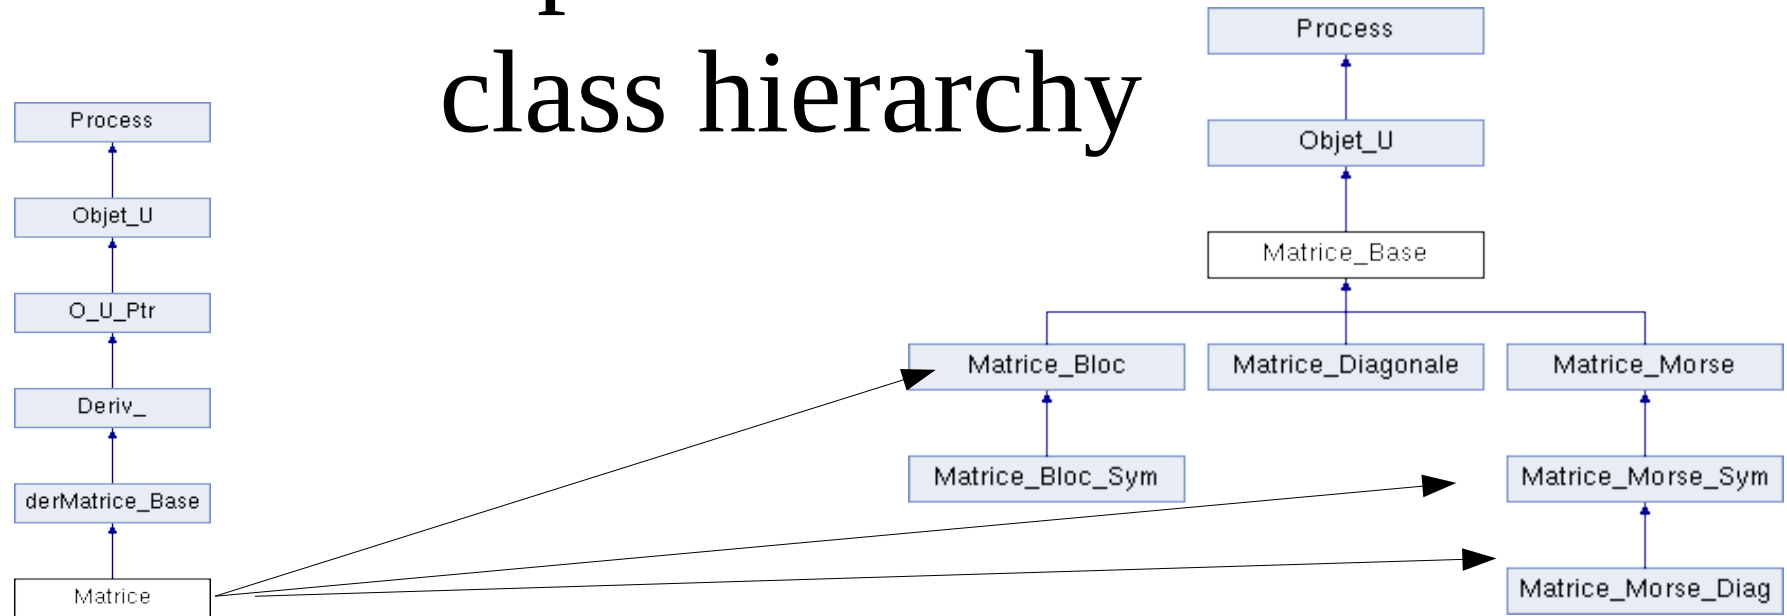 class hierarchy
Process
Objet_U
O_U_Ptr
Deriv_
derMatrice_Base
Matrice
Process
Objet_U
Matrice_Base
Matrice_Bloc
Matrice_Diagonale
Matrice_Morse
Matrice_Bloc_Sym
Matrice_Morse_Sym
Matrice_Morse_Diag